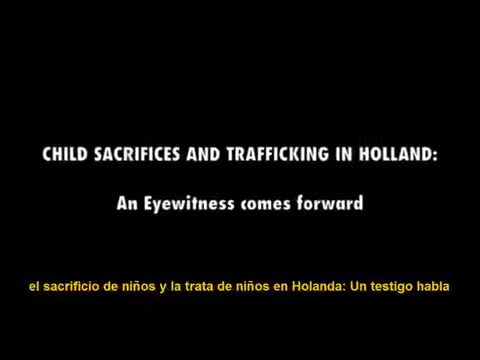 CHILD SACRIFICES AND TRAFFICKING IN HOLLAND:
An Eyewitness comes forward
el sacrificio de niños y la trata de niños en Holanda: Un testigo habla